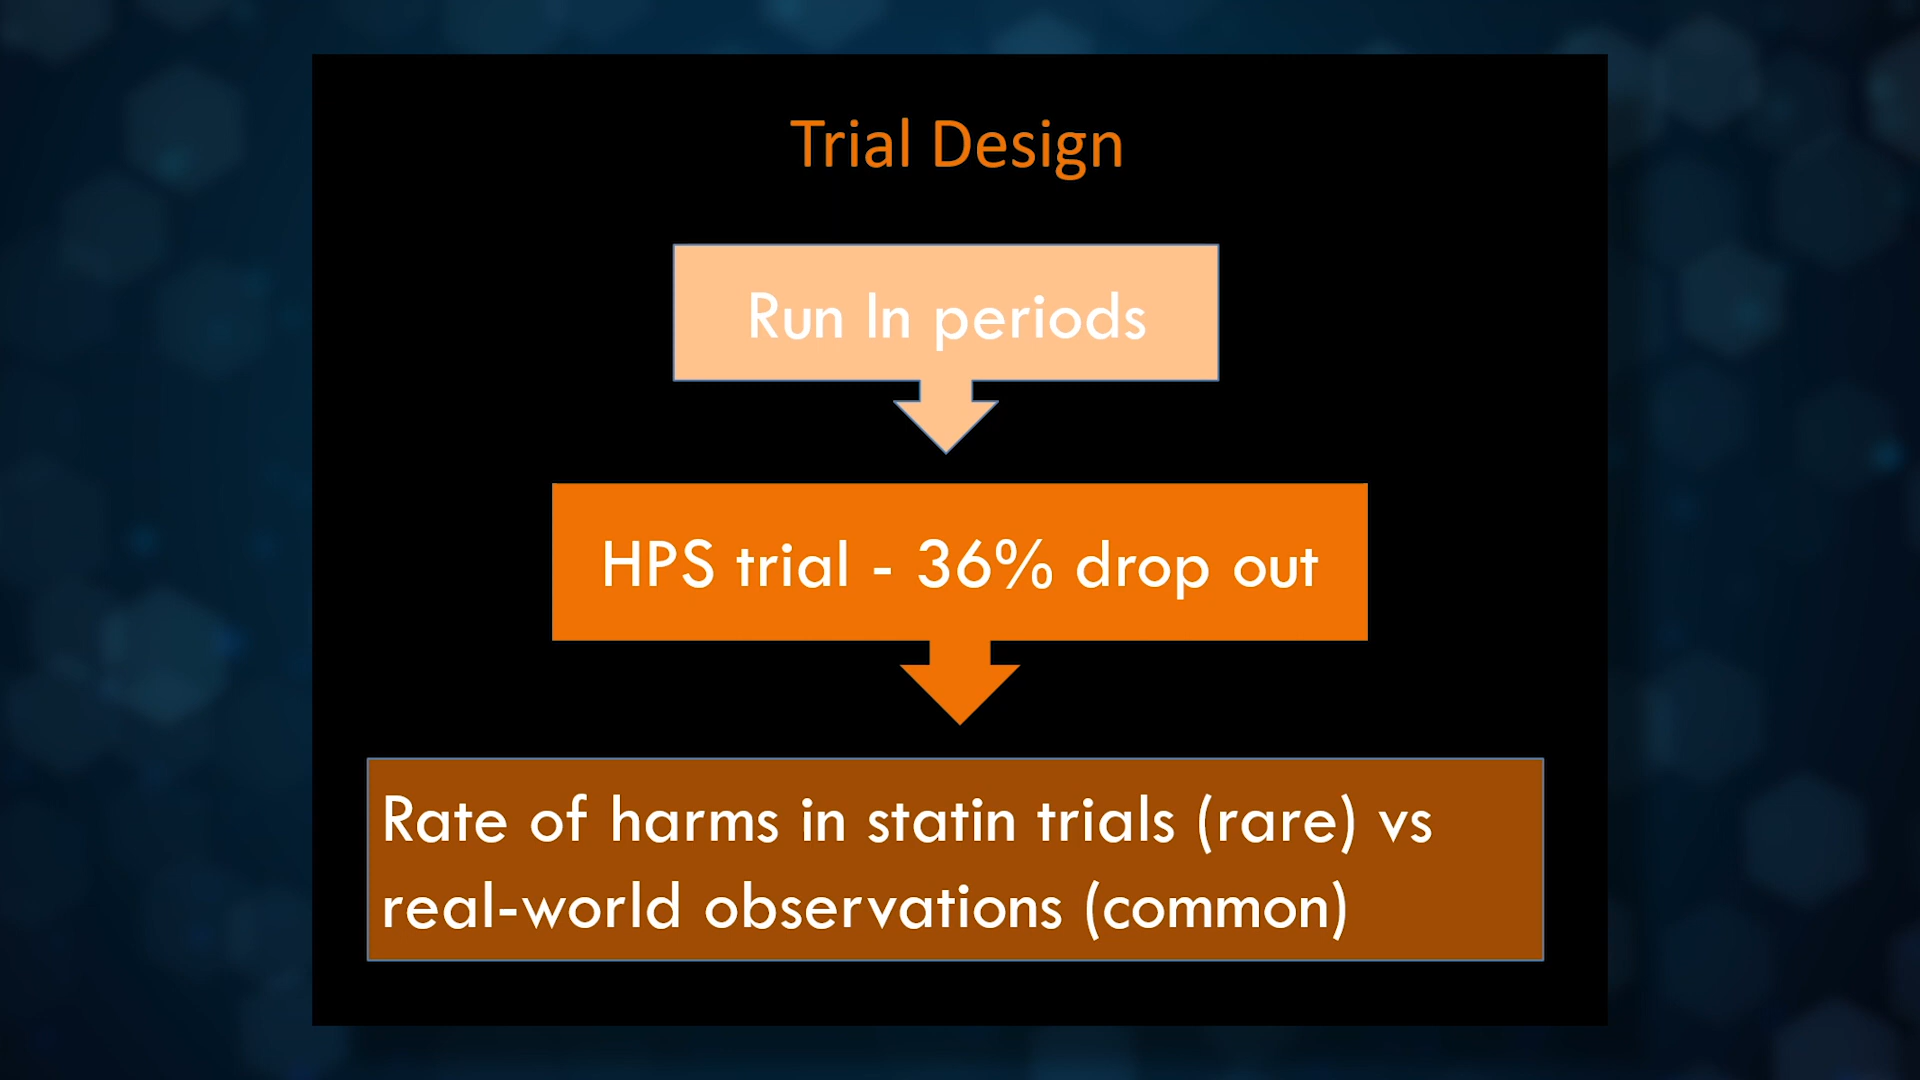 Trial Design
Run In periods
HPS trial - 36% drop out
Rate of harms in statin trials (rare) vs
real-world observations (common)